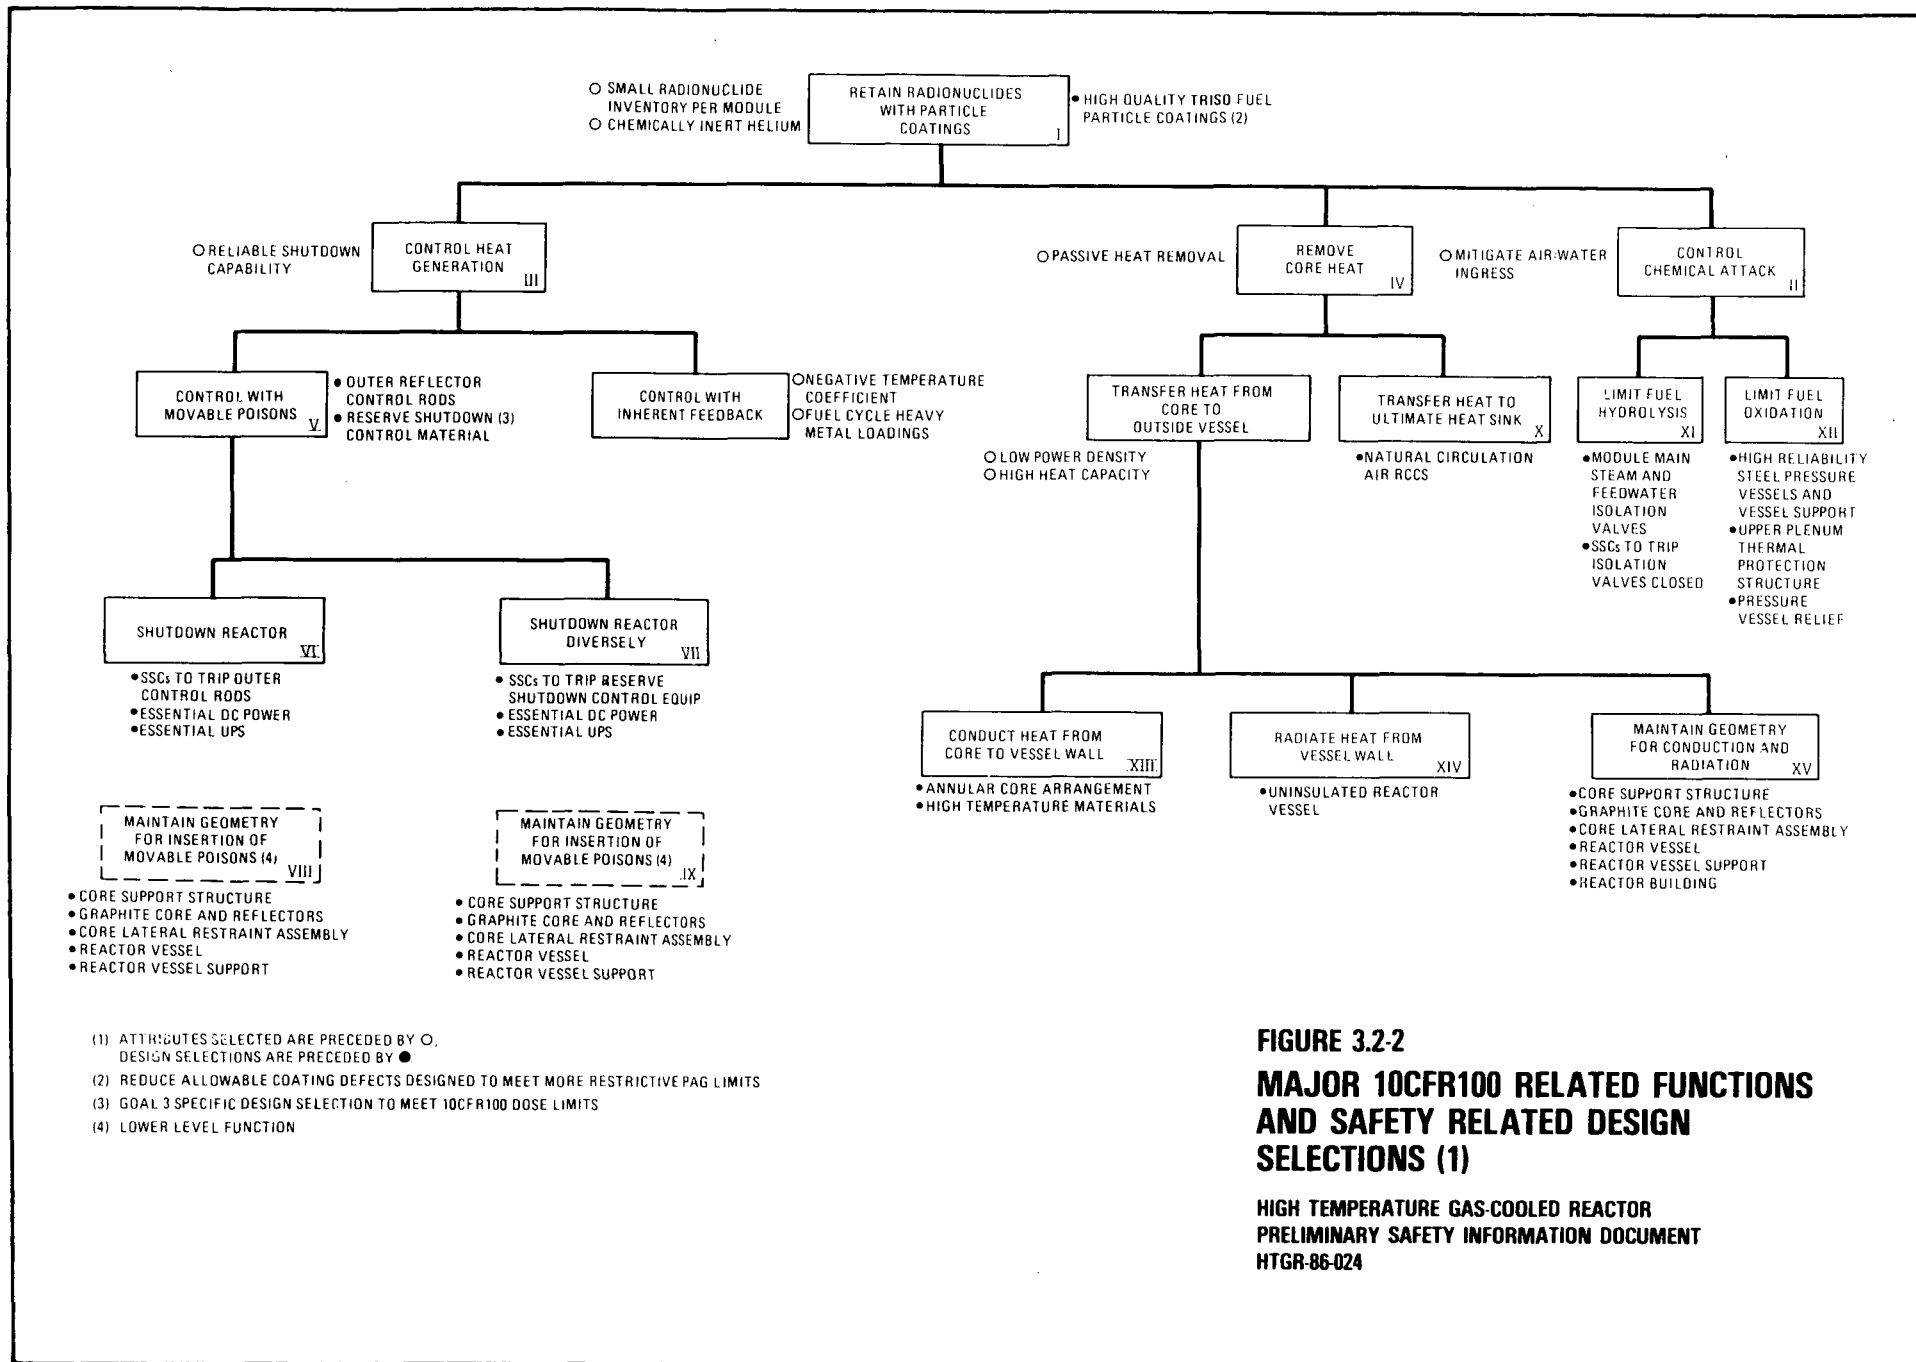 ○ SMALL RADIONUCLIDE
INVENTORY PER MODULE
○ CHEMICALLY INERT HELIUM
RETAIN RADIONUCLIDES
WITH PARTICLE
COATINGS
I
● HIGH QUALITY TRISO FUEL
PARTICLE COATINGS (2)
○ RELIABLE SHUTDOWN
CAPABILITY
CONTROL HEAT
GENERATION
III
○ PASSIVE HEAT REMOVAL
REMOVE
CORE HEAT
IV
○ MITIGATE AIR-WATER
INGRESS
CONTROL
CHEMICAL ATTACK
II
CONTROL WITH
MOVABLE POISONS
V
● OUTER REFLECTOR
CONTROL RODS
● RESERVE SHUTDOWN (3)
CONTROL MATERIAL
CONTROL WITH
INHERENT FEEDBACK
○ NEGATIVE TEMPERATURE
COEFFICIENT
○ FUEL CYCLE HEAVY
METAL LOADINGS
TRANSFER HEAT FROM
CORE TO
OUTSIDE VESSEL
○ LOW POWER DENSITY
○ HIGH HEAT CAPACITY
TRANSFER HEAT TO
ULTIMATE HEAT SINK
X
● NATURAL CIRCULATION
AIR RCCS
LIMIT FUEL
HYDROLYSIS
XI
● MODULE MAIN
STEAM AND
FEEDWATER
ISOLATION
VALVES
● SSCs TO TRIP
ISOLATION
VALVES CLOSED
LIMIT FUEL
OXIDATION
XII
● HIGH RELIABILITY
STEEL PRESSURE
VESSELS AND
VESSEL SUPPORT
● UPPER PLENUM
THERMAL
PROTECTION
STRUCTURE
● PRESSURE
VESSEL RELIEF
SHUTDOWN REACTOR
VI
● SSCs TO TRIP OUTER
CONTROL RODS
● ESSENTIAL DC POWER
● ESSENTIAL UPS
SHUTDOWN REACTOR
DIVERSELY
VII
● SSCs TO TRIP RESERVE
SHUTDOWN CONTROL EQUIP
● ESSENTIAL DC POWER
● ESSENTIAL UPS
CONDUCT HEAT FROM
CORE TO VESSEL WALL
XIII
● ANNULAR CORE ARRANGEMENT
● HIGH TEMPERATURE MATERIALS
RADIATE HEAT FROM
VESSEL WALL
XIV
● UNINSULATED REACTOR
VESSEL
MAINTAIN GEOMETRY
FOR CONDUCTION AND
RADIATION
XV
● CORE SUPPORT STRUCTURE
● GRAPHITE CORE AND REFLECTORS
● CORE LATERAL RESTRAINT ASSEMBLY
● REACTOR VESSEL
● REACTOR VESSEL SUPPORT
● REACTOR BUILDING
MAINTAIN GEOMETRY
FOR INSERTION OF
MOVABLE POISONS (4)
VIII
● CORE SUPPORT STRUCTURE
● GRAPHITE CORE AND REFLECTORS
● CORE LATERAL RESTRAINT ASSEMBLY
● REACTOR VESSEL
● REACTOR VESSEL SUPPORT
MAINTAIN GEOMETRY
FOR INSERTION OF
MOVABLE POISONS (4)
IX
● CORE SUPPORT STRUCTURE
● GRAPHITE CORE AND REFLECTORS
● CORE LATERAL RESTRAINT ASSEMBLY
● REACTOR VESSEL
● REACTOR VESSEL SUPPORT
(1) ATTRIBUTES SELECTED ARE PRECEDED BY ○,
DESIGN SELECTIONS ARE PRECEDED BY ●
(2) REDUCE ALLOWABLE COATING DEFECTS DESIGNED TO MEET MORE RESTRICTIVE PAG LIMITS
(3) GOAL 3 SPECIFIC DESIGN SELECTION TO MEET 10CFR100 DOSE LIMITS
(4) LOWER LEVEL FUNCTION
FIGURE 3.2-2
MAJOR 10CFR100 RELATED FUNCTIONS
AND SAFETY RELATED DESIGN
SELECTIONS (1)
HIGH TEMPERATURE GAS-COOLED REACTOR
PRELIMINARY SAFETY INFORMATION DOCUMENT
HTGR-86-024